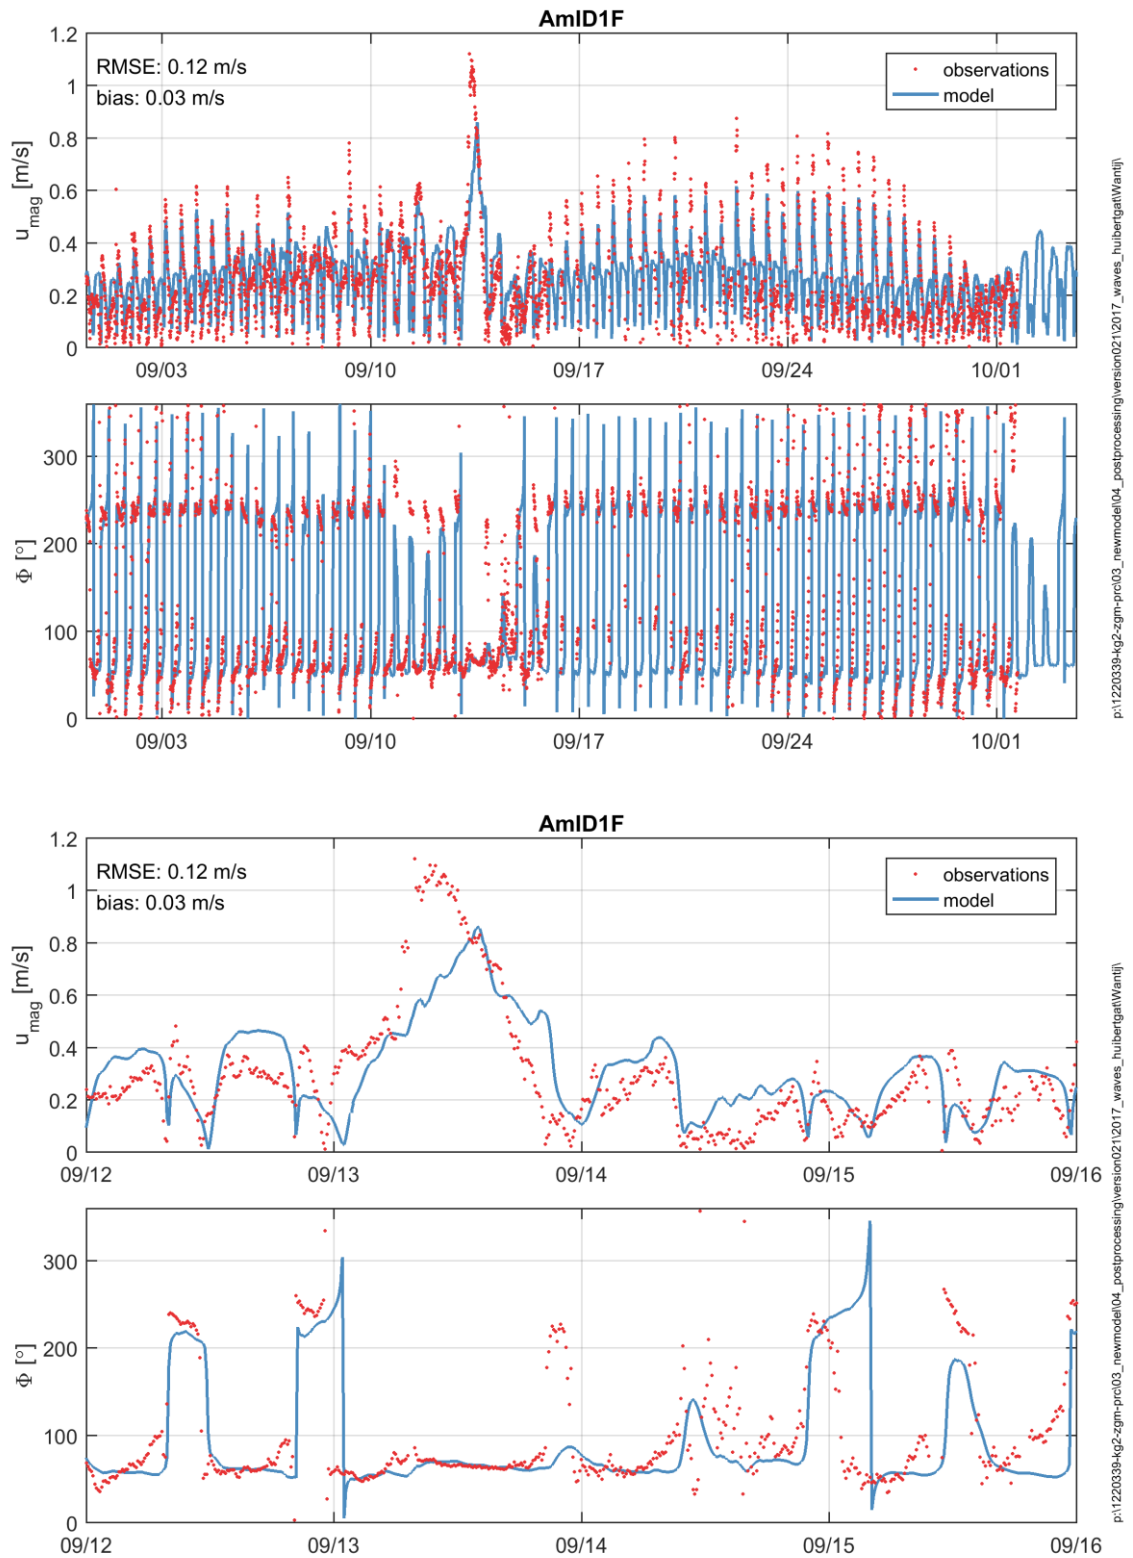 AmID1F
RMSE: 0.12 m/s
bias: 0.03 m/s
observations
model
u_mag [m/s]
1.2
1
0.8
0.6
0.4
0.2
0
09/03 09/10 09/17 09/24 10/01
Φ [°]
300
200
100
0
09/03 09/10 09/17 09/24 10/01
p:\1220339-kg2-zgm-prc\03_newmodel\04_postprocessing\version021\2017_waves_huibertgat\Wantij\
AmID1F
RMSE: 0.12 m/s
bias: 0.03 m/s
observations
model
u_mag [m/s]
1.2
1
0.8
0.6
0.4
0.2
0
09/12 09/13 09/14 09/15 09/16
Φ [°]
300
200
100
0
09/12 09/13 09/14 09/15 09/16
p:\1220339-kg2-zgm-prc\03_newmodel\04_postprocessing\version021\2017_waves_huibertgat\Wantij\